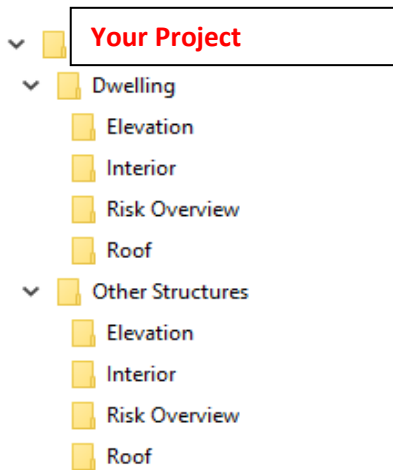 Your Project
Dwelling
Elevation
Interior
Risk Overview
Roof
Other Structures
Elevation
Interior
Risk Overview
Roof